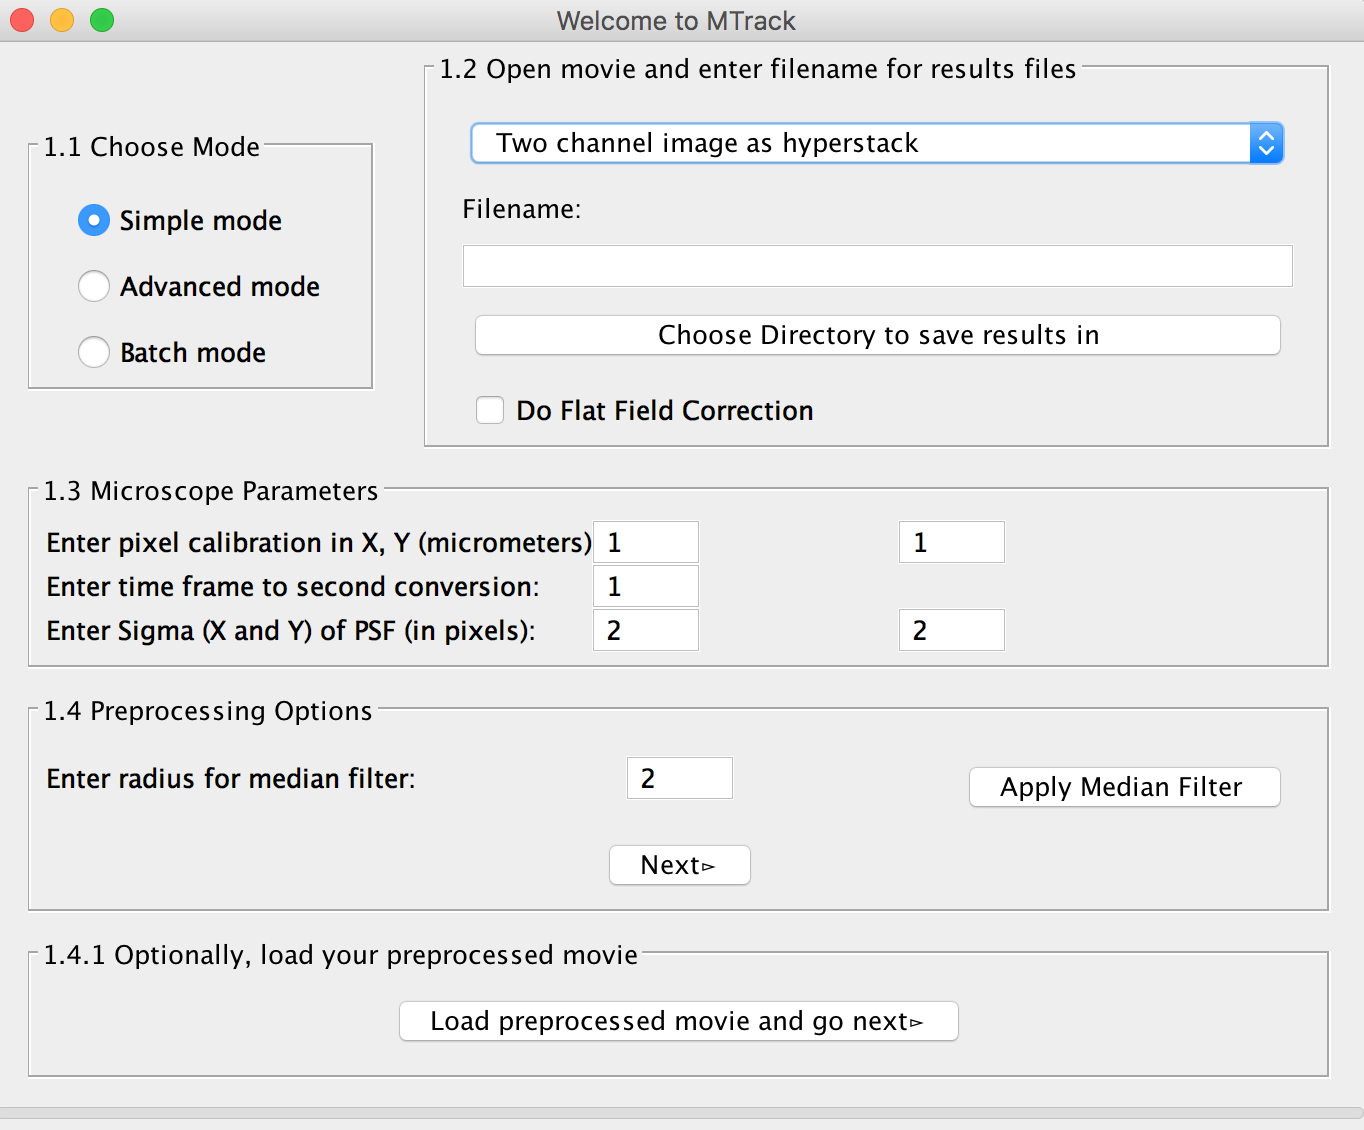 Welcome to MTrack
1.1 Choose Mode
Simple mode
Advanced mode
Batch mode
1.2 Open movie and enter filename for results files
Two channel image as hyperstack
Filename:
Choose Directory to save results in
Do Flat Field Correction
1.3 Microscope Parameters
Enter pixel calibration in X, Y (micrometers) 1 1
Enter time frame to second conversion: 1
Enter Sigma (X and Y) of PSF (in pixels): 2 2
1.4 Preprocessing Options
Enter radius for median filter: 2 Apply Median Filter
Next▻
1.4.1 Optionally, load your preprocessed movie
Load preprocessed movie and go next▻